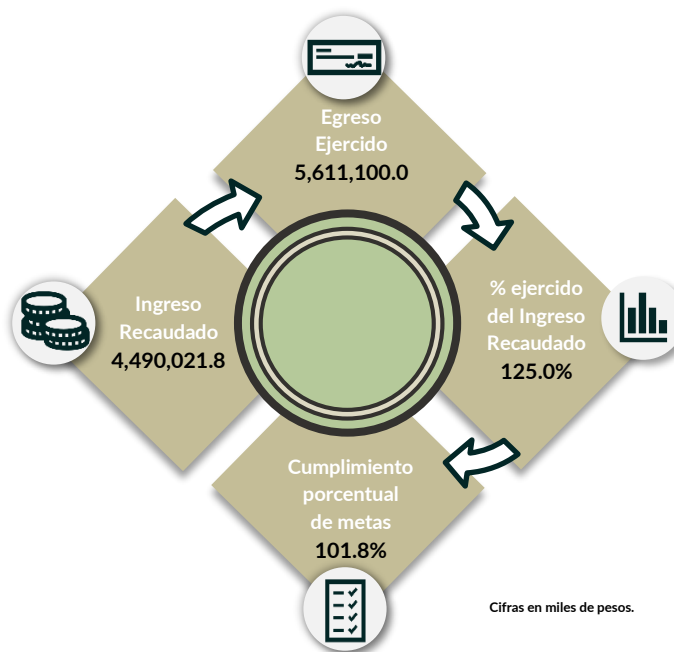 Egreso
Ejercido
5,611,100.0
Ingreso
Recaudado
4,490,021.8
% ejercido
del Ingreso
Recaudado
125.0%
Cumplimiento
porcentual
de metas
101.8%
Cifras en miles de pesos.